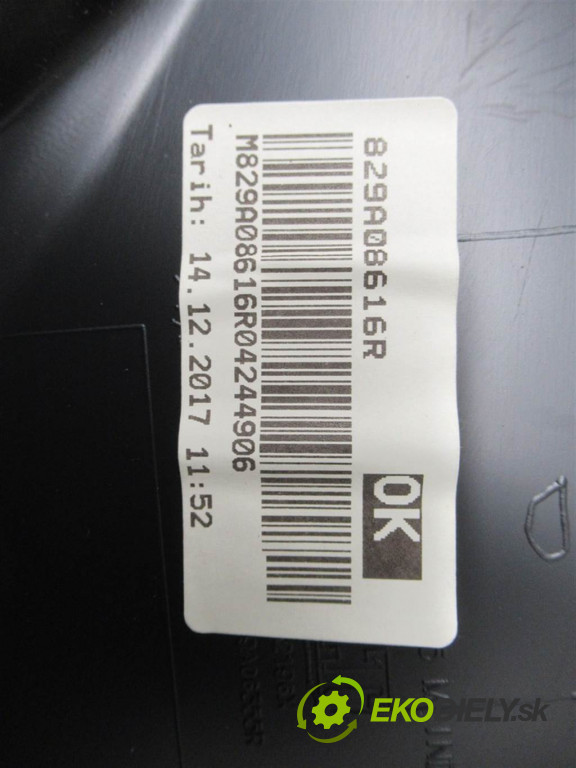 829A08616R
OK
M829A08616R04244906
Tarih: 14.12.2017 11:52
EKODIELY.sk